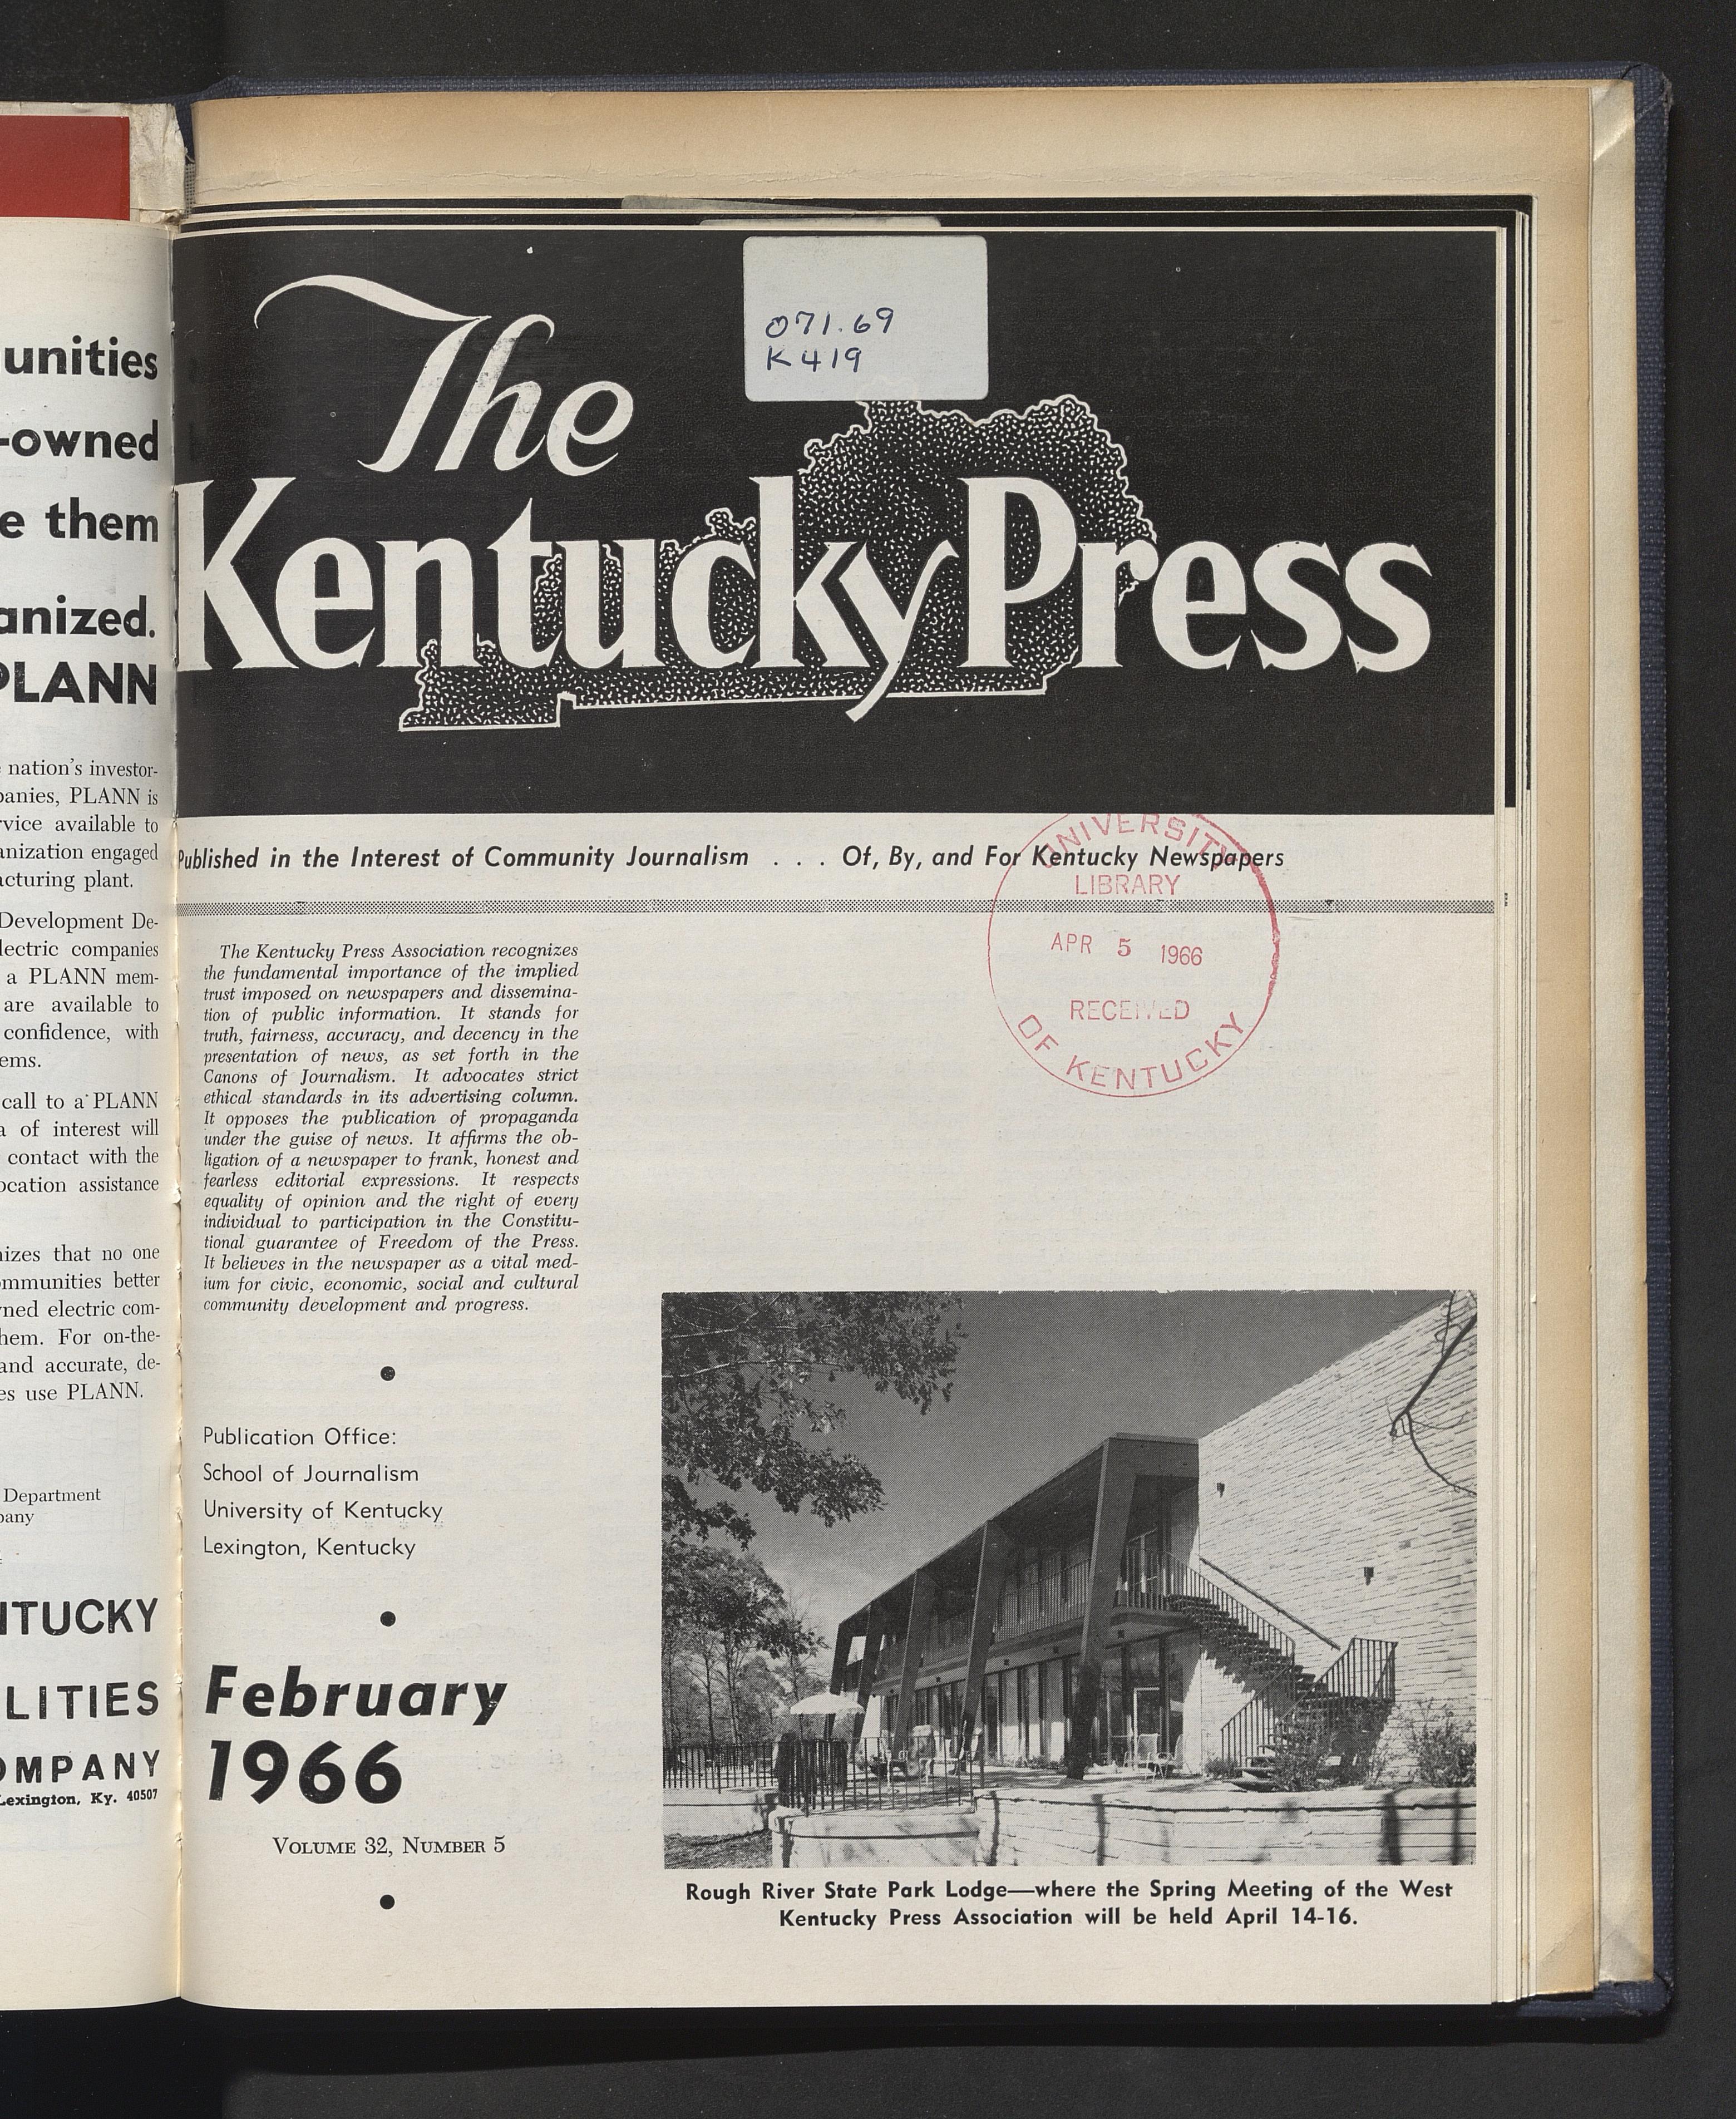 unities
-owned
e them
anized.
PLANN
nation's investor-
panies, PLANN is
rvice available to
anization engaged
acturing plant.
Development De-
lectric companies
a PLANN mem-
are available to
confidence, with
ems.
call to a PLANN
a of interest will
contact with the
ocation assistance
nizes that no one
ommunities better
wned electric com-
hem. For on-the-
and accurate, de-
es use PLANN.
Department
pany
NTUCKY
LITIES
OMPANY
Lexington, Ky. 40507
071.69
K419
The
Kentucky Press
Published in the Interest of Community Journalism . . . Of, By, and For Kentucky Newspapers
UNIVERSITY
LIBRARY
APR 5 1966
RECEIVED
OF KENTUCKY
The Kentucky Press Association recognizes
the fundamental importance of the implied
trust imposed on newspapers and dissemina-
tion of public information. It stands for
truth, fairness, accuracy, and decency in the
presentation of news, as set forth in the
Canons of Journalism. It advocates strict
ethical standards in its advertising column.
It opposes the publication of propaganda
under the guise of news. It affirms the ob-
ligation of a newspaper to frank, honest and
fearless editorial expressions. It respects
equality of opinion and the right of every
individual to participation in the Constitu-
tional guarantee of Freedom of the Press.
It believes in the newspaper as a vital med-
ium for civic, economic, social and cultural
community development and progress.
Publication Office:
School of Journalism
University of Kentucky
Lexington, Kentucky
February
1966
VOLUME 32, NUMBER 5
Rough River State Park Lodge—where the Spring Meeting of the West
Kentucky Press Association will be held April 14-16.